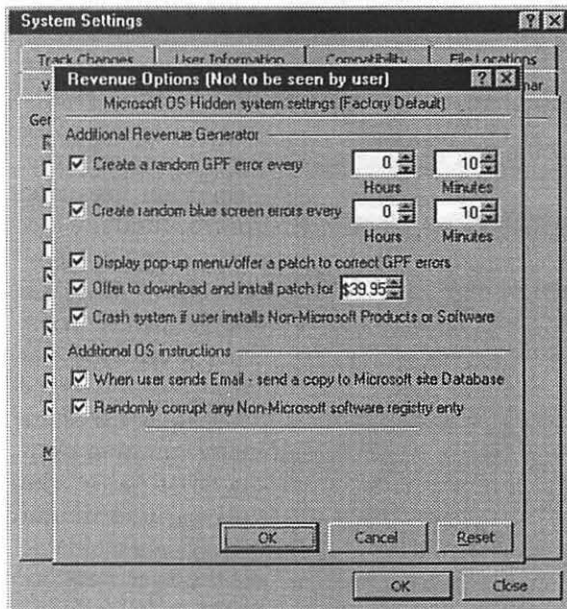 System Settings
Track Changes User Information Compatibility File Locations
Revenue Options (Not to be seen by user)
Microsoft OS Hidden system settings (Factory Default)
Additional Revenue Generator
Create a random GPF error every 0 10
Hours Minutes
Create random blue screen errors every 0 10
Hours Minutes
Display pop-up menu/offer a patch to correct GPF errors
Offer to download and install patch for $39.95
Crash system if user installs Non-Microsoft Products or Software
Additional OS instructions
When user sends Email - send a copy to Microsoft site Database
Randomly corrupt any Non-Microsoft software registry enty
OK Cancel Reset
OK Close